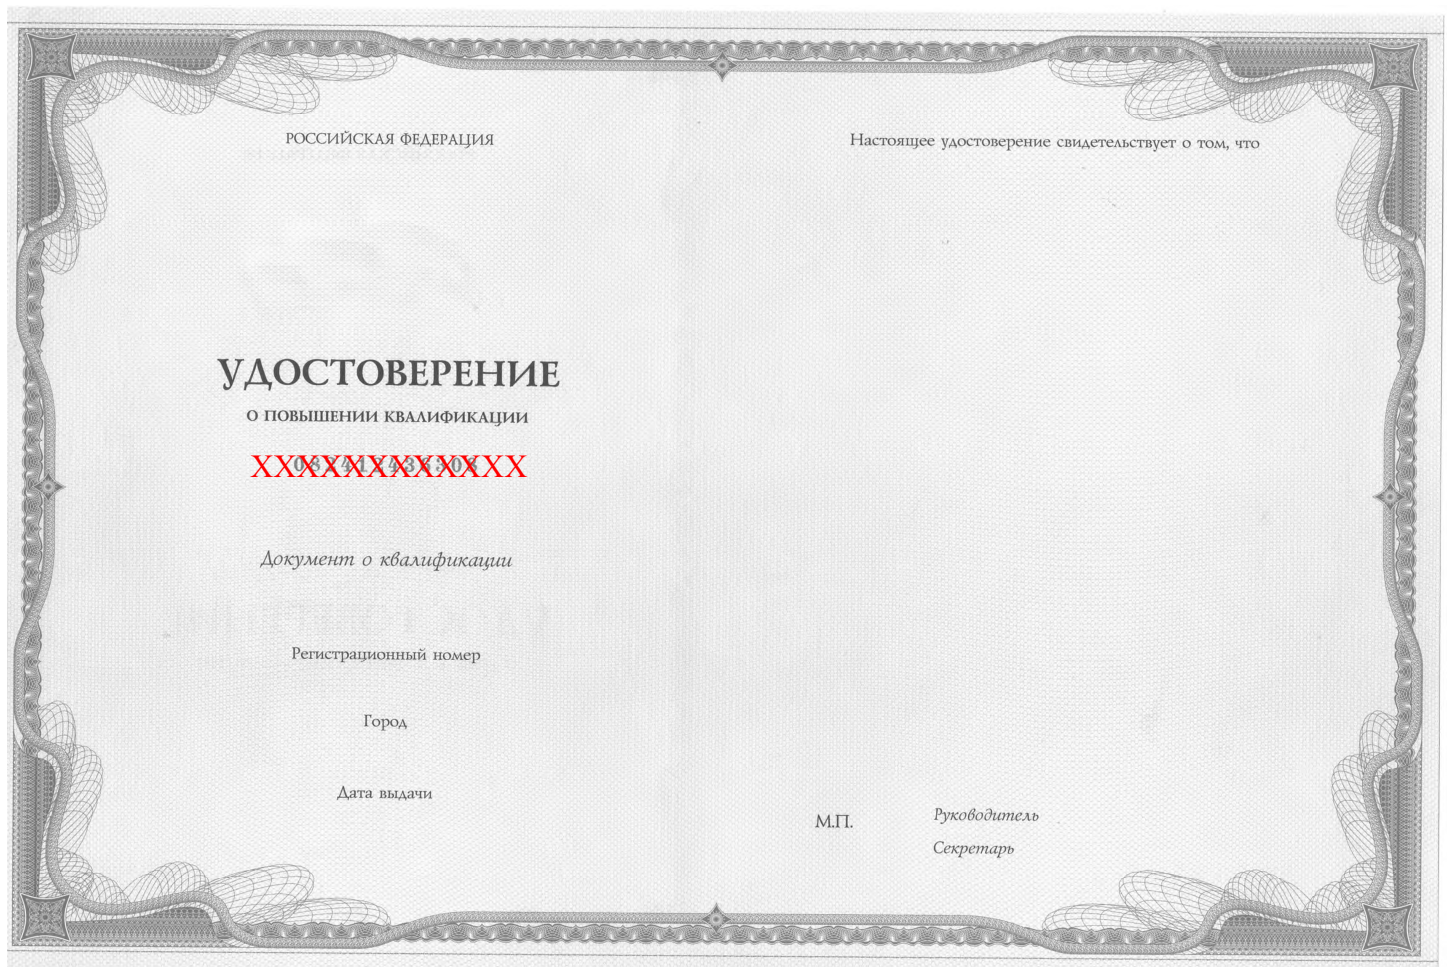 РОССИЙСКАЯ ФЕДЕРАЦИЯ
УДОСТОВЕРЕНИЕ
О ПОВЫШЕНИИ КВАЛИФИКАЦИИ
XXXXXXXXXXXX
Документ о квалификации
Регистрационный номер
Город
Дата выдачи
Настоящее удостоверение свидетельствует о том, что
М.П.
Руководитель
Секретарь